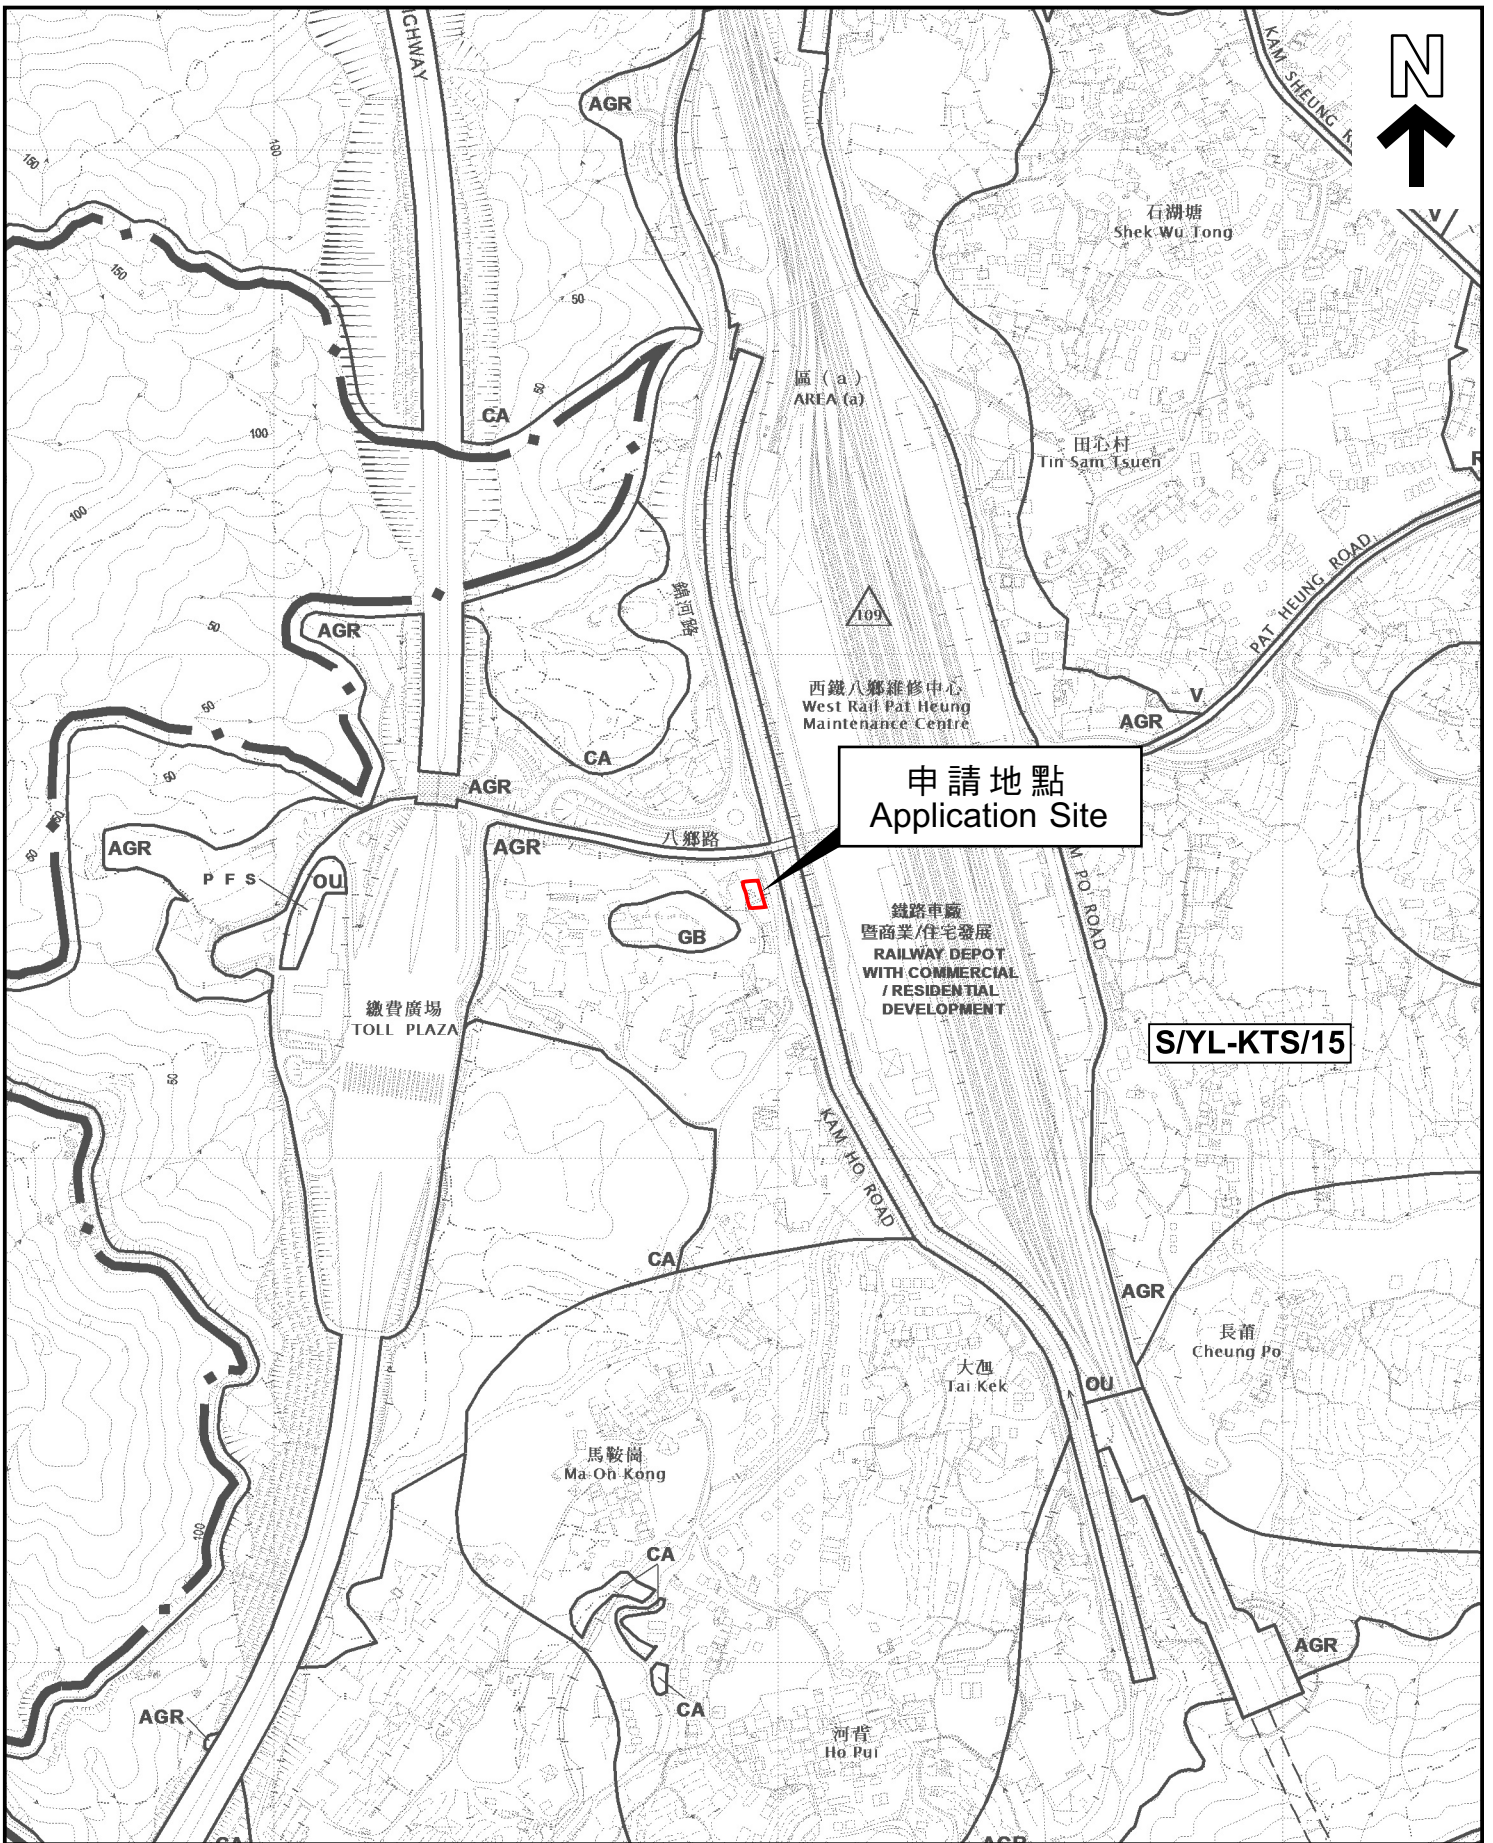 HIGHWAY
KAM SHEUNG R
N
AGR
150
100
石湖塘
Shek Wu Tong
V
150
50
區 ( a )
AREA (a)
50
CA
100
田心村
Tin Sam Tsuen
R
100
PAT HEUNG ROAD
錦河路
109
50
AGR
西鐵八鄉維修中心
West Rail Pat Heung
Maintenance Centre
V
50
AGR
CA
50
AGR
申請地點
Application Site
50
50
AGR
AGR
八鄉路
M PO ROAD
P F S
OU
鐵路車廠
暨商業/住宅發展
RAILWAY DEPOT
WITH COMMERCIAL
/ RESIDENTIAL
DEVELOPMENT
GB
繳費廣場
TOLL PLAZA
S/YL-KTS/15
50
KAM HO ROAD
CA
AGR
長莆
Cheung Po
大𣲷
Tai Kek
OU
馬鞍崗
Ma On Kong
100
CA
AGR
CA
AGR
河背
Ho Pui
CA
AGR